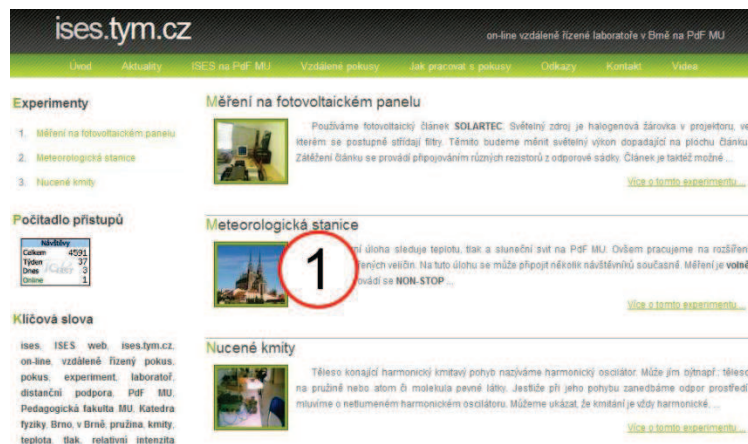 ises.tym.cz
on-line vzdáleně řízené laboratoře v Brně na PdF MU
Úvod Aktuality ISES na PdF MU Vzdálené pokusy Jak pracovat s pokusy Odkazy Kontakt Videa
Experimenty
1. Měření na fotovoltaickém panelu
2. Meteorologická stanice
3. Nucené kmity
Počítadlo přístupů
Návštěvy
Celkem 4591
Týden 37
Dnes 3
Online 1
Klíčová slova
ises, ISES web, ises.tym.cz,
on-line, vzdáleně řízený pokus,
pokus, experiment, laboratoř,
distanční podpora, PdF MU,
Pedagogická fakulta MU, Katedra
fyziky, Brno, v Brně, pružina, kmity,
teplota, tlak, relativní intenzita
Měření na fotovoltaickém panelu
Používáme fotovoltaický článek SOLARTEC. Světelný zdroj je halogenová žárovka v projektoru, ve
kterém se postupně střídají filtry. Těmito budeme měnit světelný výkon dopadající na plochu článku.
Zatěžení článku se provádí připojováním různých rezistorů z odporové sádky. Článek je taktéž možné ...
Více o tomto experimentu ...
Meteorologická stanice
1
ní úloha sleduje teplotu, tlak a sluneční svit na PdF MU. Ovšem pracujeme na rozšíření
řených veličin. Na tuto úlohu se může připojit několik návštěvníků současně. Měření je volně
ovádí se NON-STOP ...
Více o tomto experimentu ...
Nucené kmity
Těleso konající harmonický kmitavý pohyb nazýváme harmonický oscilátor. Může jím být např. těleso
na pružině nebo atom či molekula pevné látky. Jestliže při jeho pohybu zanedbáme odpor prostředí
mluvíme o netlumeném harmonickém oscilátoru. Můžeme ukázat, že kmitání je vždy harmonické. ...
Více o tomto experimentu ...